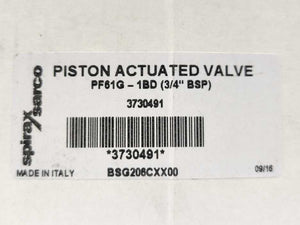 spirax
sarco
PISTON ACTUATED VALVE
PF61G – 1BD (3/4" BSP)
3730491
*3730491*
MADE IN ITALY
BSG206CXX00
09/16